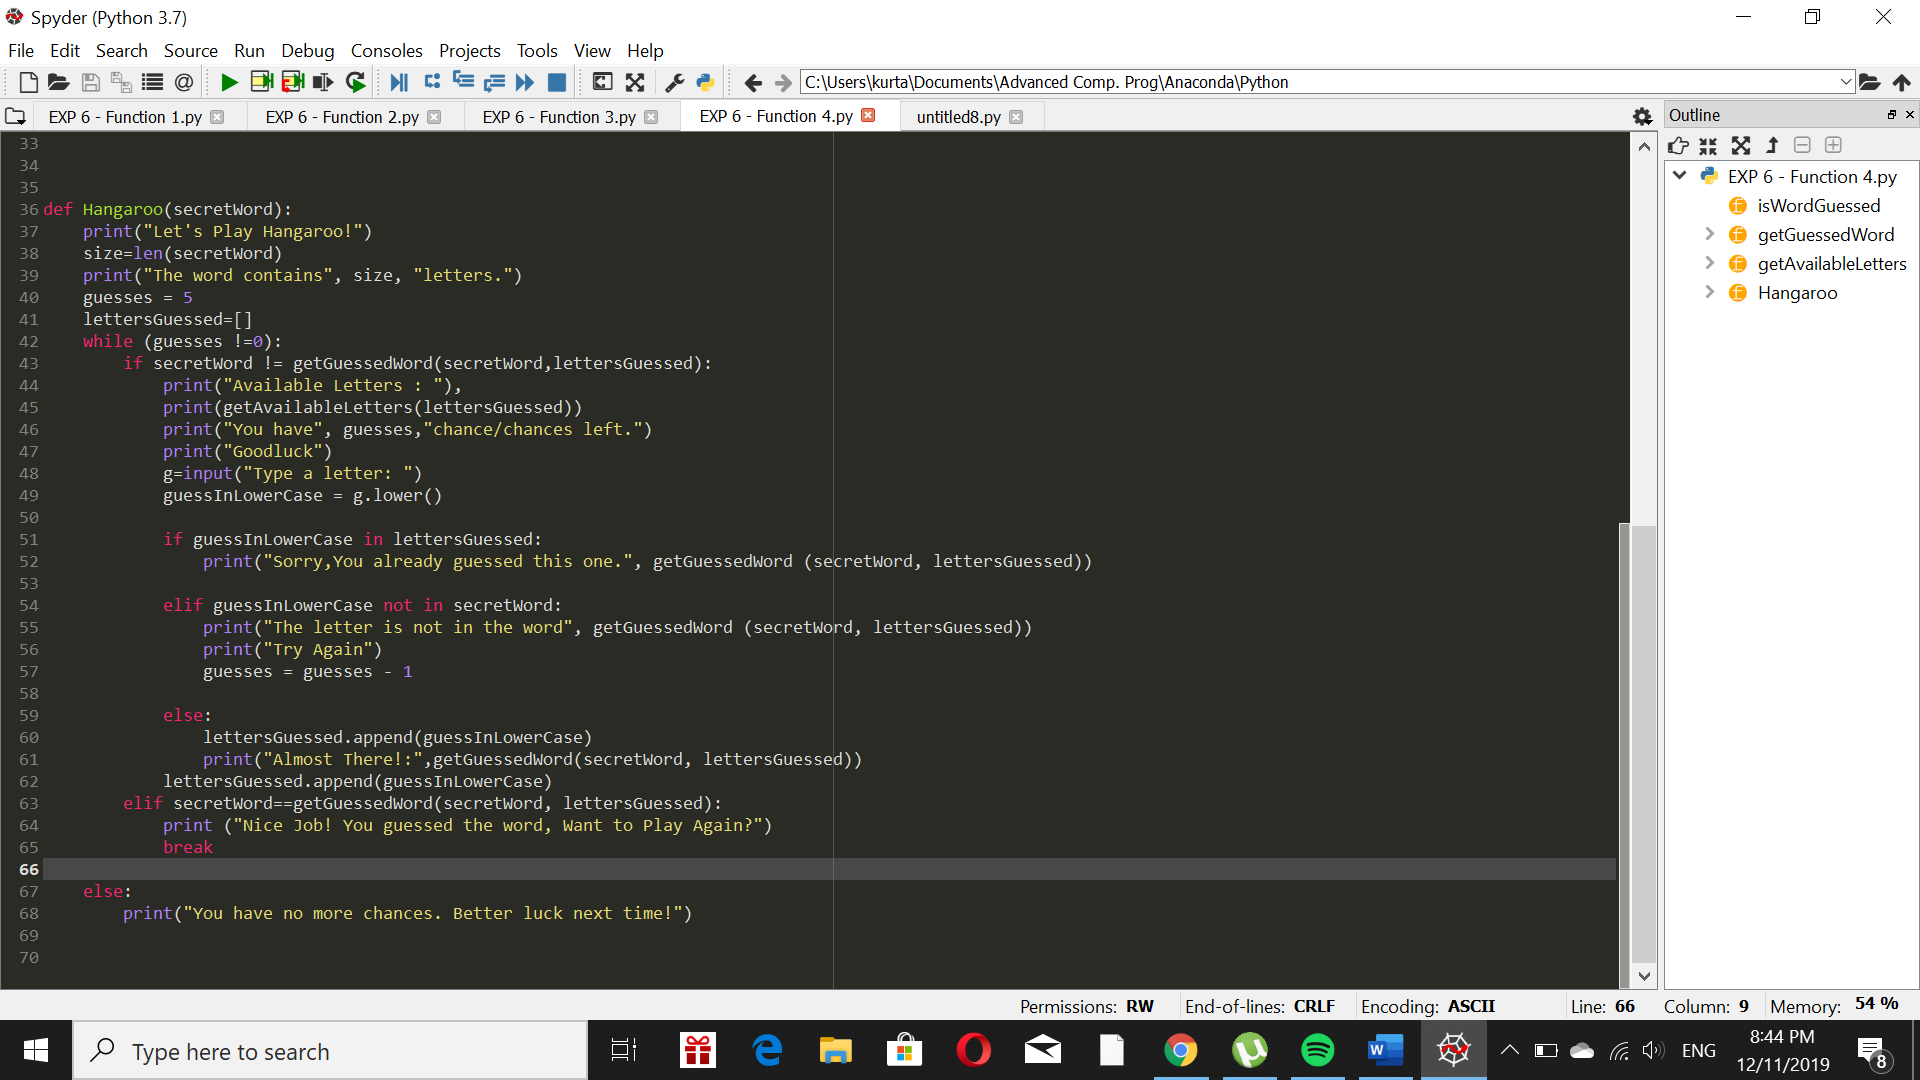 Spyder (Python 3.7)
File Edit Search Source Run Debug Consoles Projects Tools View Help
C:\Users\kurta\Documents\Advanced Comp. Prog\Anaconda\Python
EXP 6 - Function 1.py EXP 6 - Function 2.py EXP 6 - Function 3.py EXP 6 - Function 4.py untitled8.py
Outline
EXP 6 - Function 4.py
isWordGuessed
getGuessedWord
getAvailableLetters
Hangaroo
33
34
35
36 def Hangaroo(secretWord):
37     print("Let's Play Hangaroo!")
38     size=len(secretWord)
39     print("The word contains", size, "letters.")
40     guesses = 5
41     lettersGuessed=[]
42     while (guesses !=0):
43         if secretWord != getGuessedWord(secretWord,lettersGuessed):
44             print("Available Letters : "),
45             print(getAvailableLetters(lettersGuessed))
46             print("You have", guesses,"chance/chances left.")
47             print("Goodluck")
48             g=input("Type a letter: ")
49             guessInLowerCase = g.lower()
50
51             if guessInLowerCase in lettersGuessed:
52                 print("Sorry,You already guessed this one.", getGuessedWord (secretWord, lettersGuessed))
53
54             elif guessInLowerCase not in secretWord:
55                 print("The letter is not in the word", getGuessedWord (secretWord, lettersGuessed))
56                 print("Try Again")
57                 guesses = guesses - 1
58
59             else:
60                 lettersGuessed.append(guessInLowerCase)
61                 print("Almost There!:",getGuessedWord(secretWord, lettersGuessed))
62             lettersGuessed.append(guessInLowerCase)
63         elif secretWord==getGuessedWord(secretWord, lettersGuessed):
64             print ("Nice Job! You guessed the word, Want to Play Again?")
65             break
66
67     else:
68         print("You have no more chances. Better luck next time!")
69
70
Permissions: RW End-of-lines: CRLF Encoding: ASCII Line: 66 Column: 9 Memory: 54 %
Type here to search
ENG
8:44 PM
12/11/2019
8